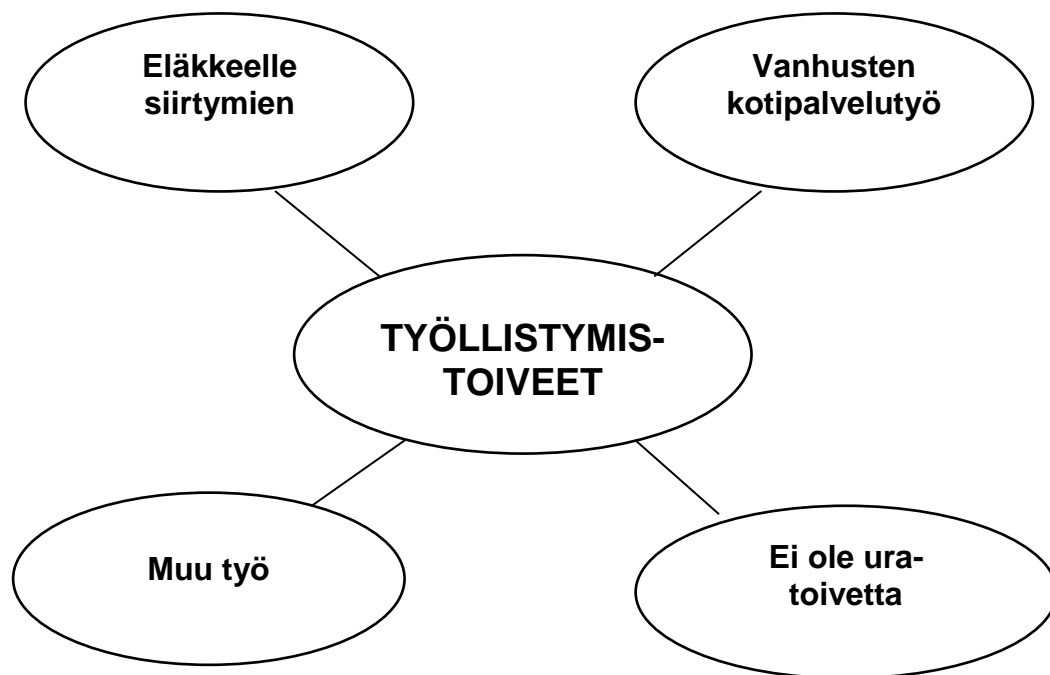 Eläkkeelle
siirtymien
Vanhusten
kotipalvelutyö
TYÖLLISTYMIS-
TOIVEET
Muu työ
Ei ole ura-
toivetta